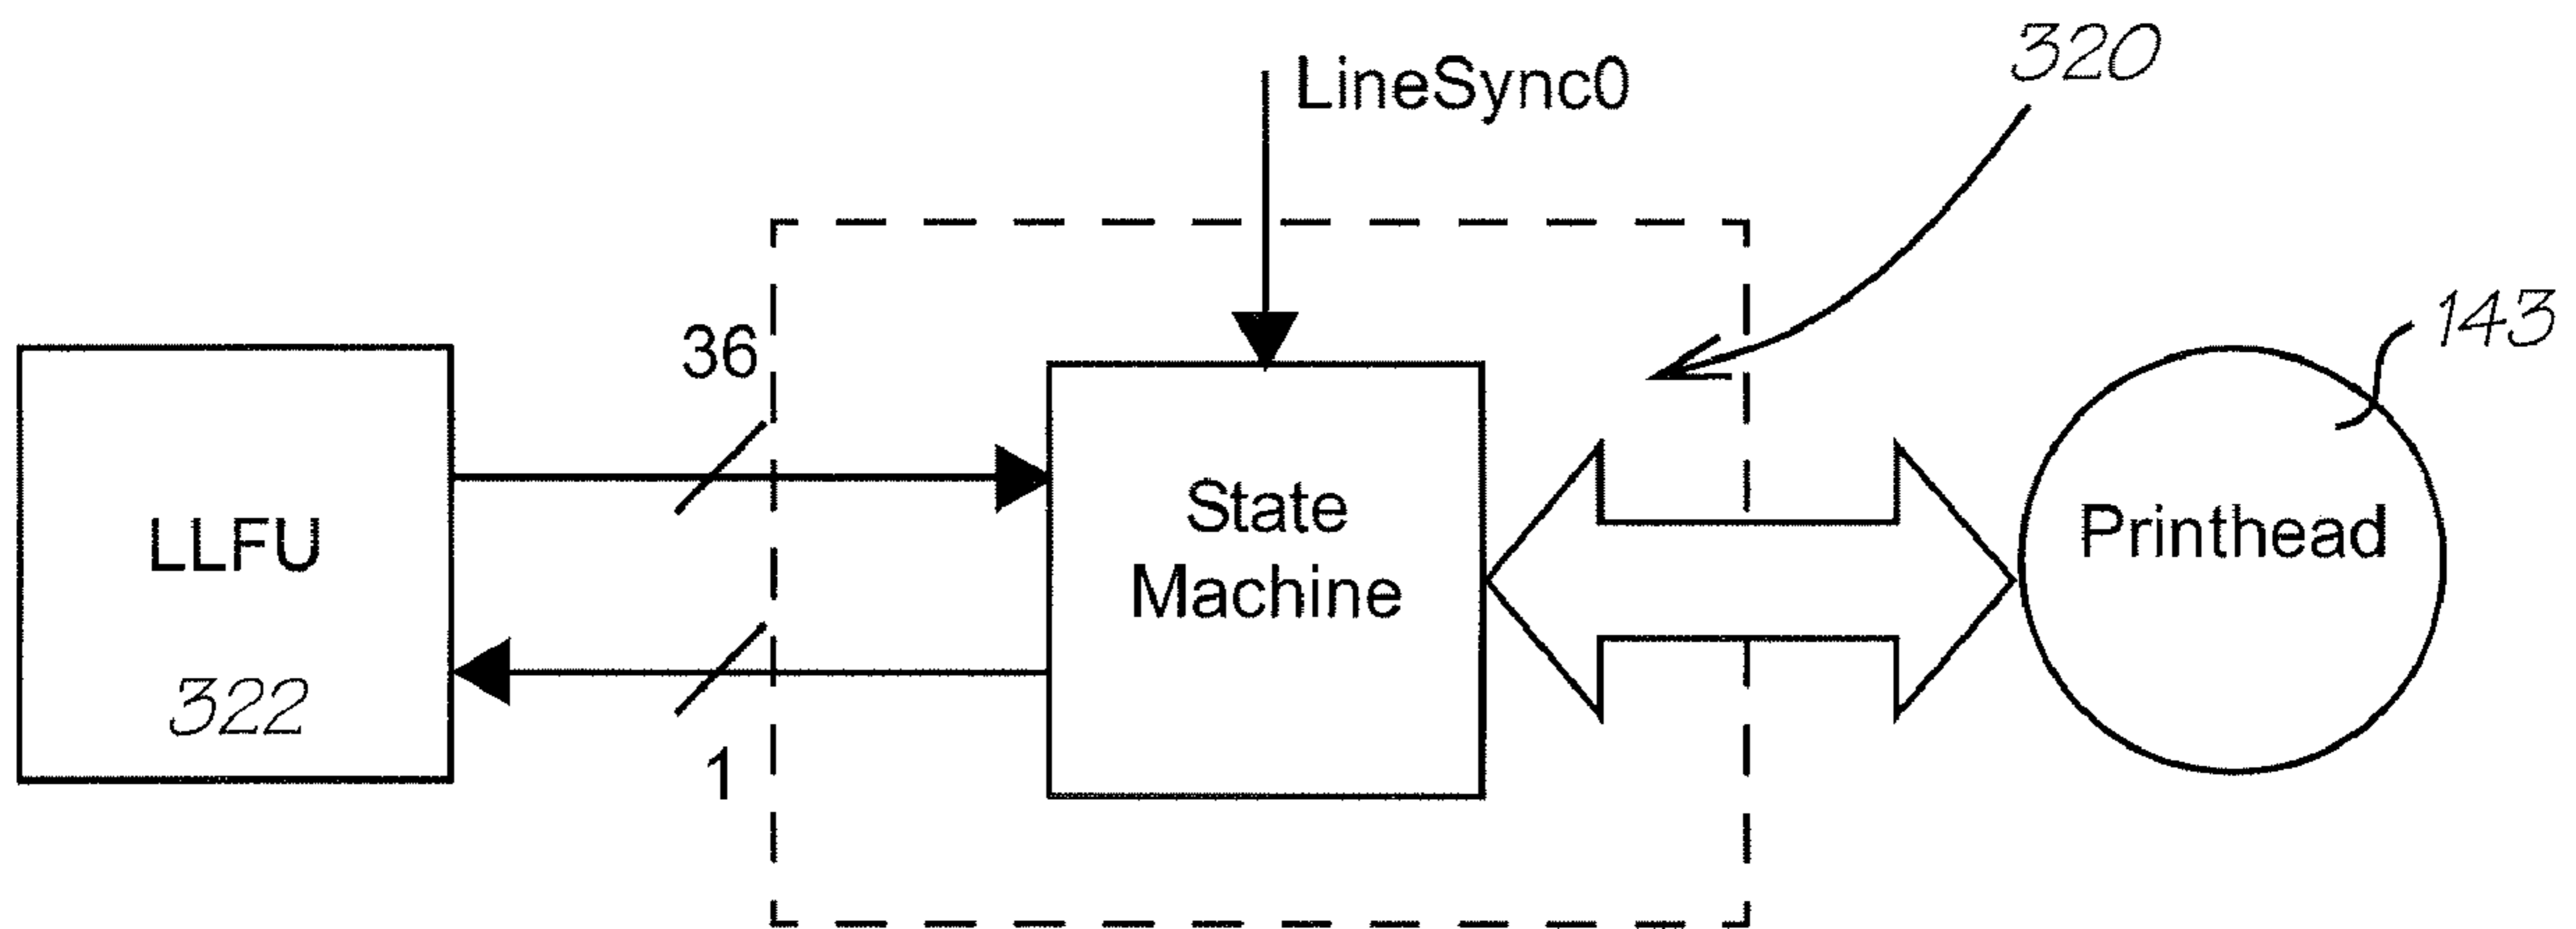 320
LineSync0
143
36
State
Machine
Printhead
LLFU
322
1